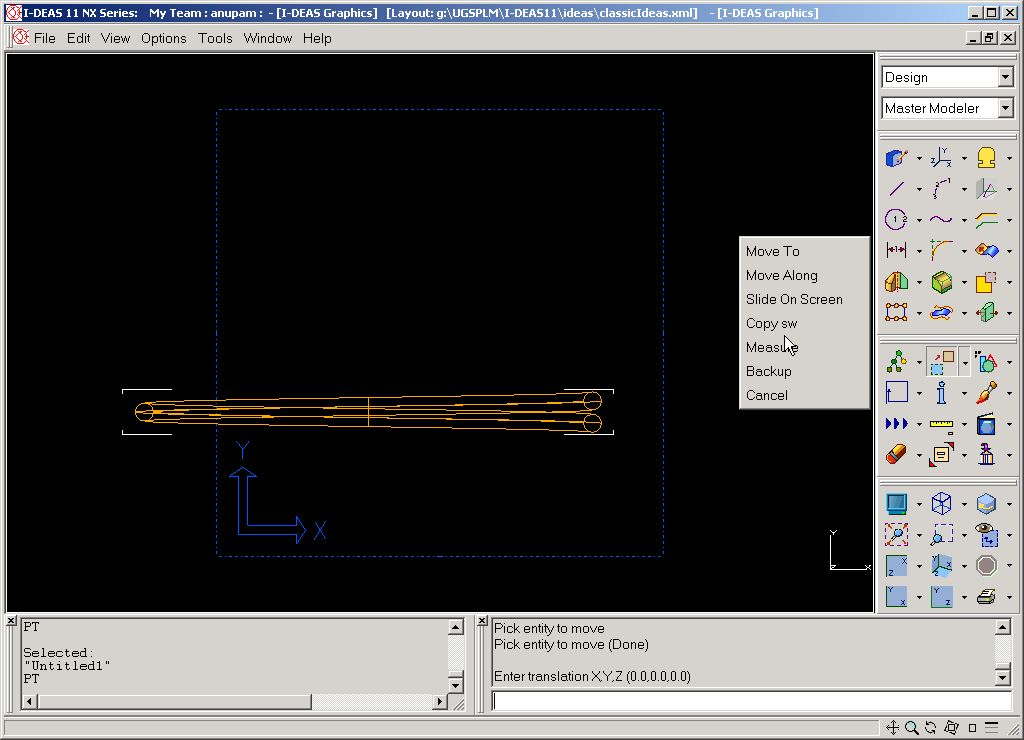 I-DEAS 11 NX Series:   My Team : anupam :  - [I-DEAS Graphics]  [Layout: g:\UGSPLM\I-DEAS11\ideas\classicIdeas.xml]   - [I-DEAS Graphics]
File Edit View Options Tools Window Help
Design
Master Modeler
Move To
Move Along
Slide On Screen
Copy sw
Measure
Backup
Cancel
Y
X
Y
X
Z
PT
Selected:
"Untitled1"
PT
Pick entity to move
Pick entity to move (Done)
Enter translation X,Y,Z (0.0,0.0,0.0)